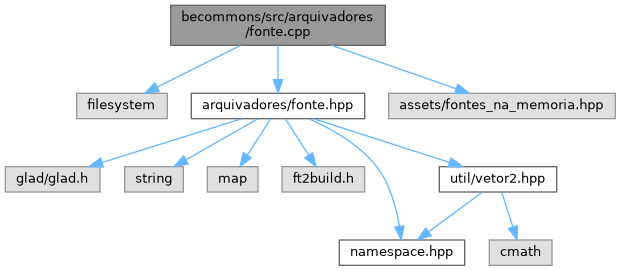 becommons/src/arquivadores
/fonte.cpp
filesystem
arquivadores/fonte.hpp
assets/fontes_na_memoria.hpp
glad/glad.h
string
map
ft2build.h
util/vetor2.hpp
namespace.hpp
cmath